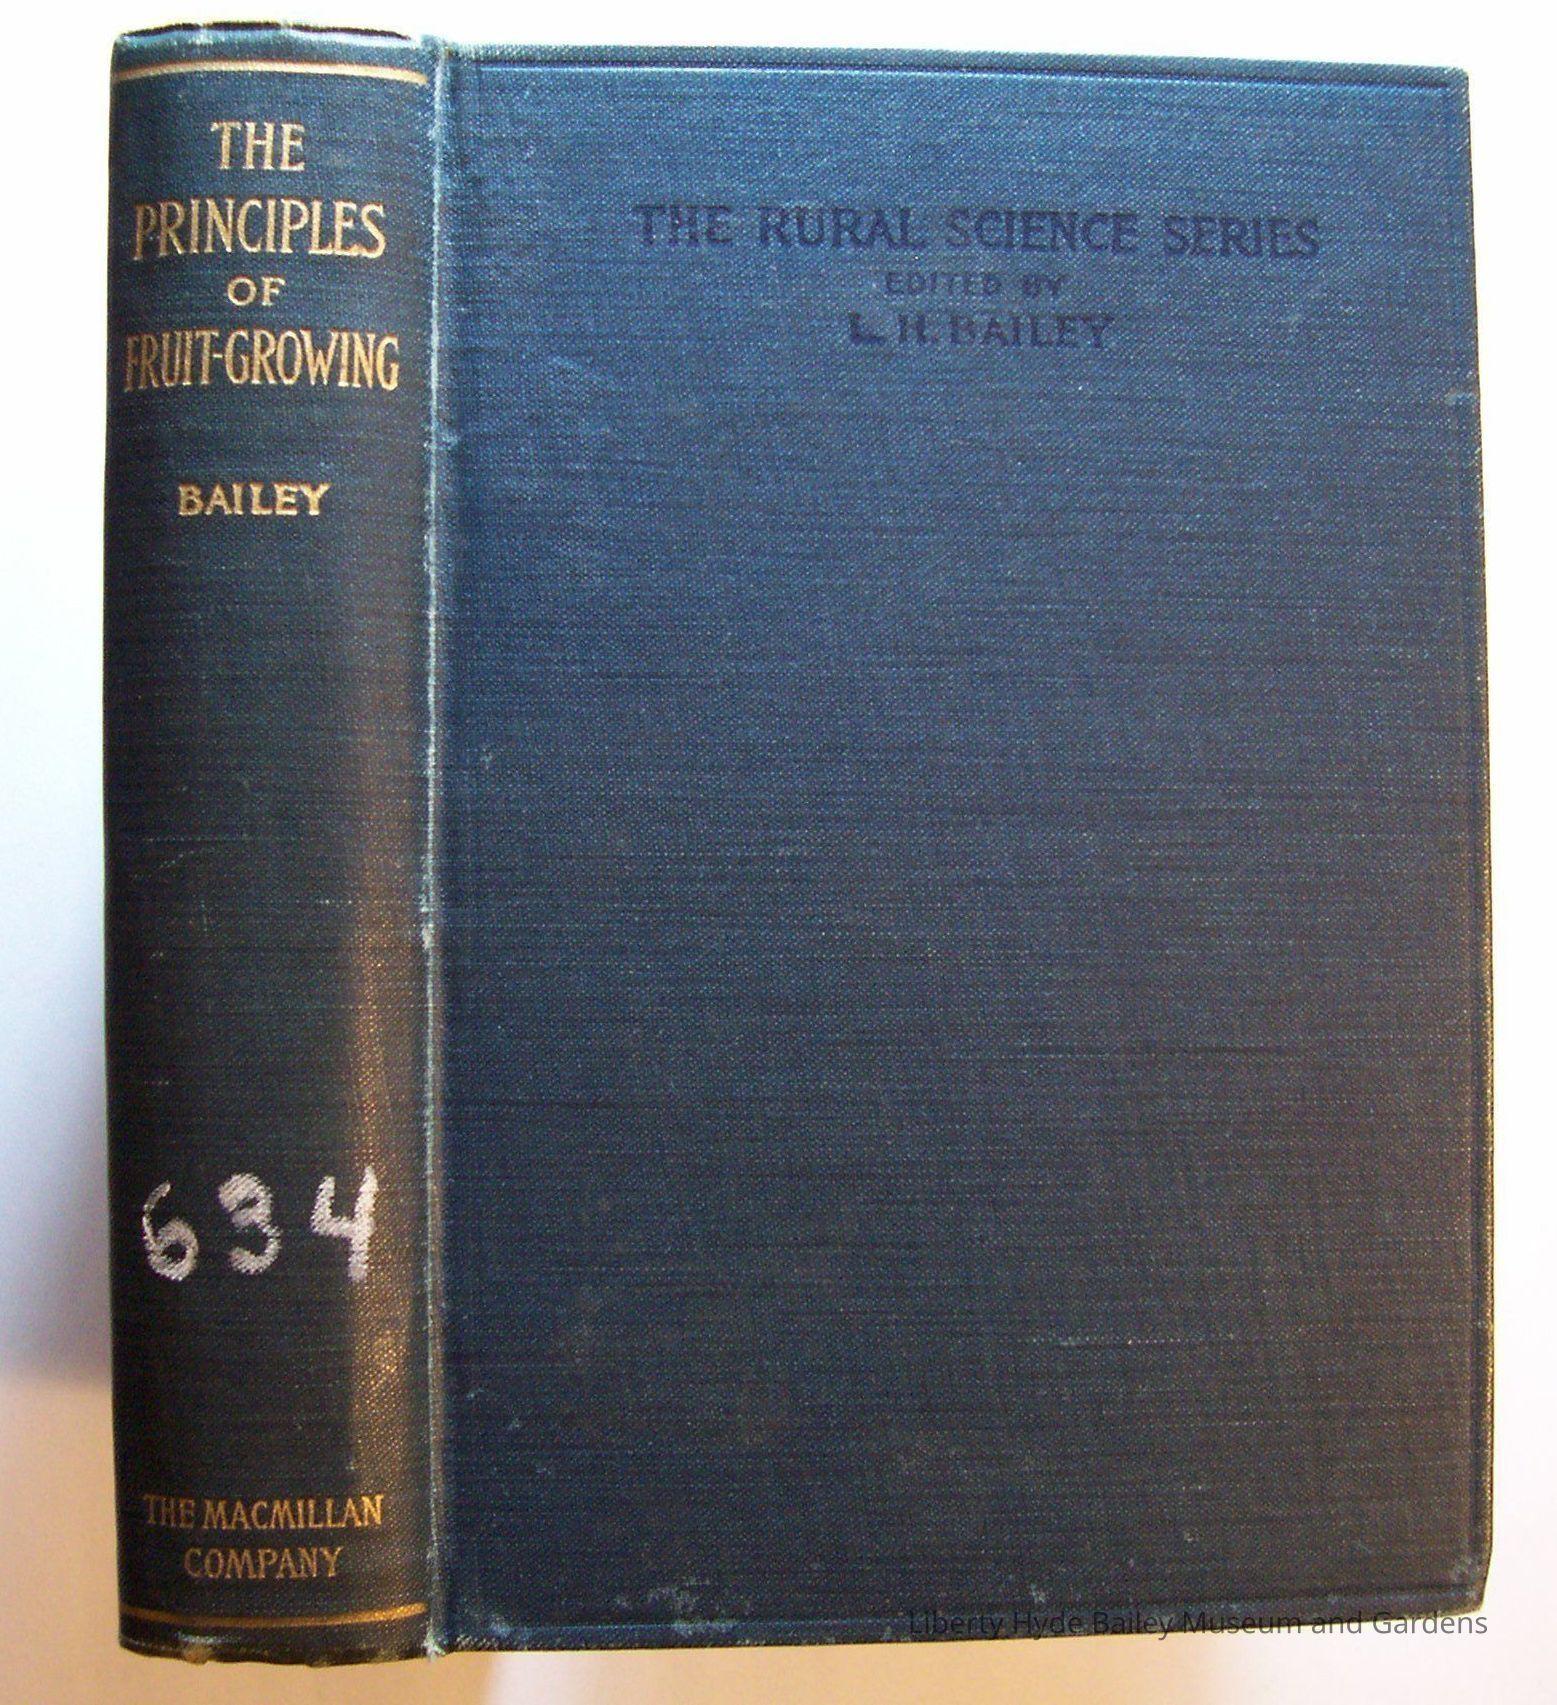 THE
PRINCIPLES
OF
FRUIT-GROWING
BAILEY
634
THE MACMILLAN
COMPANY
THE RURAL SCIENCE SERIES
EDITED BY
L. H. BAILEY
Liberty Hyde Bailey Museum and Gardens